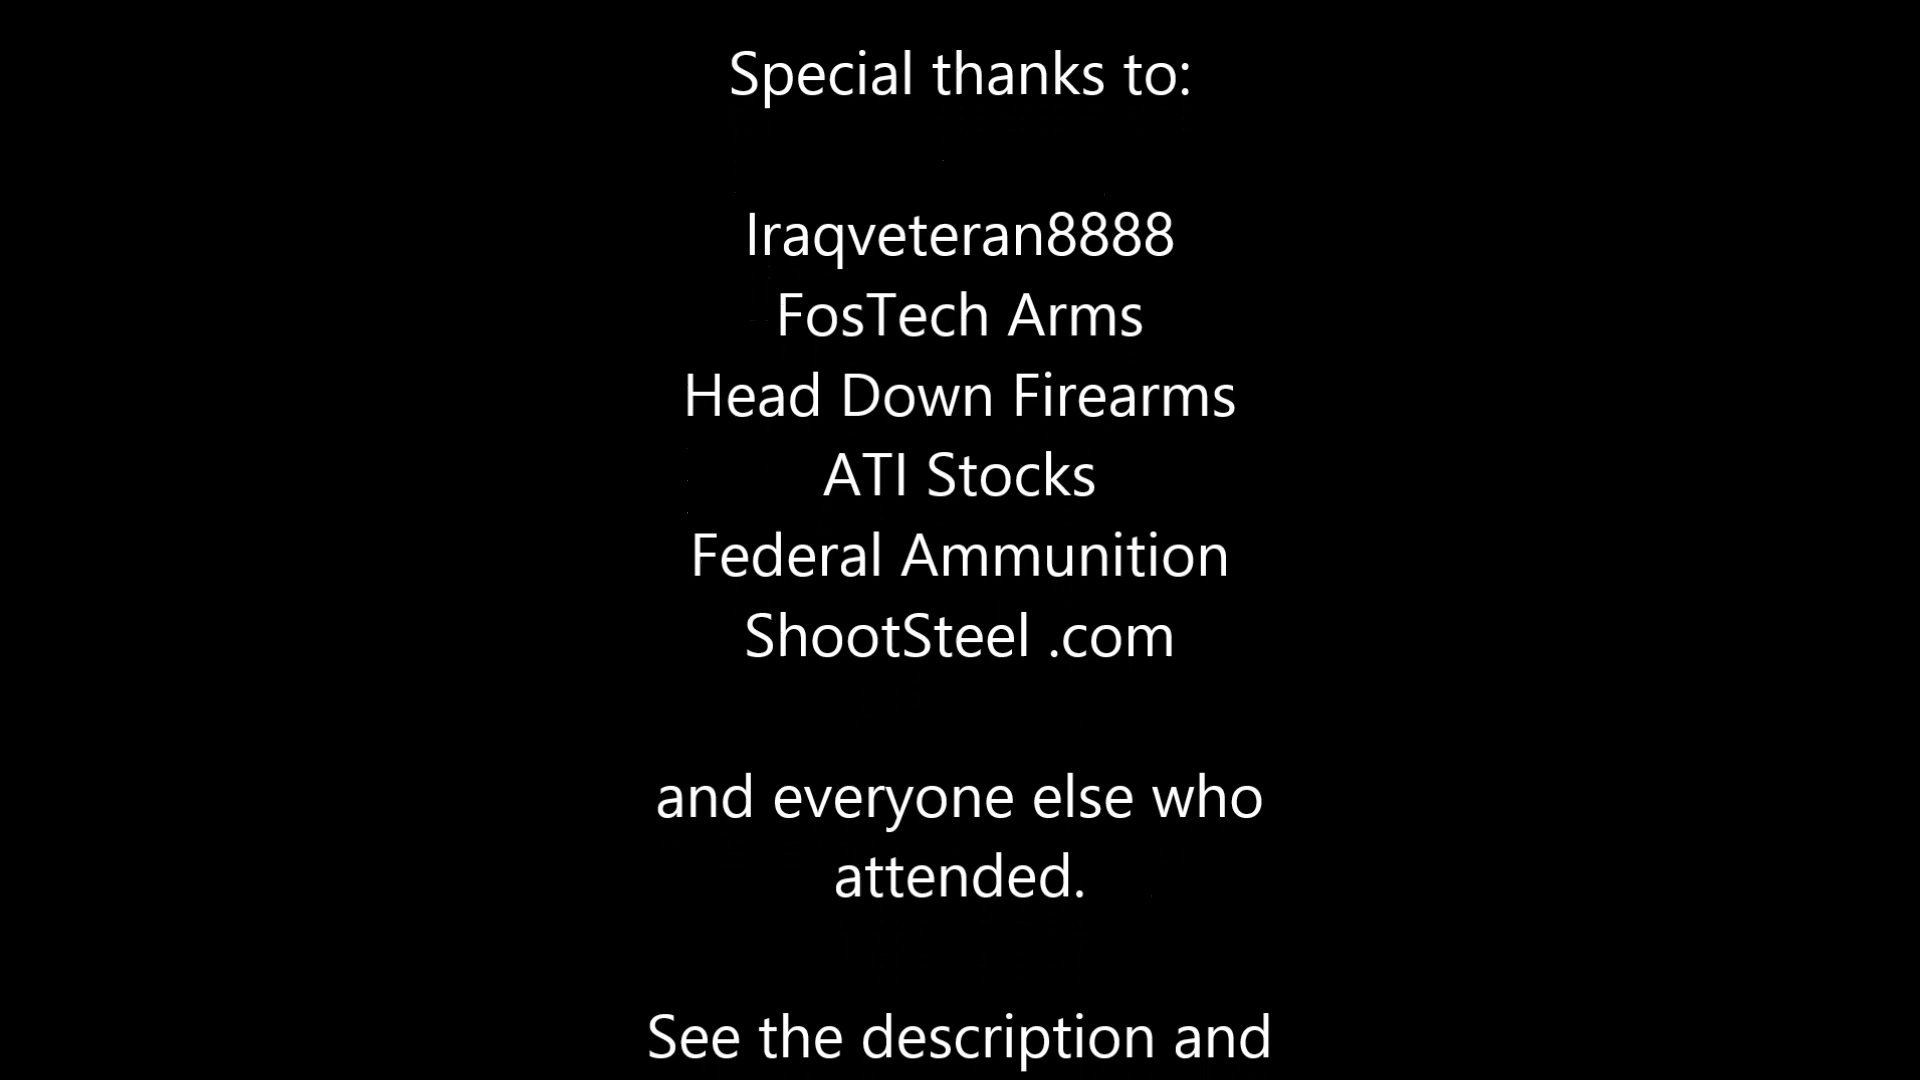 Special thanks to:
Iraqveteran8888
FosTech Arms
Head Down Firearms
ATI Stocks
Federal Ammunition
ShootSteel .com
and everyone else who
attended.
See the description and